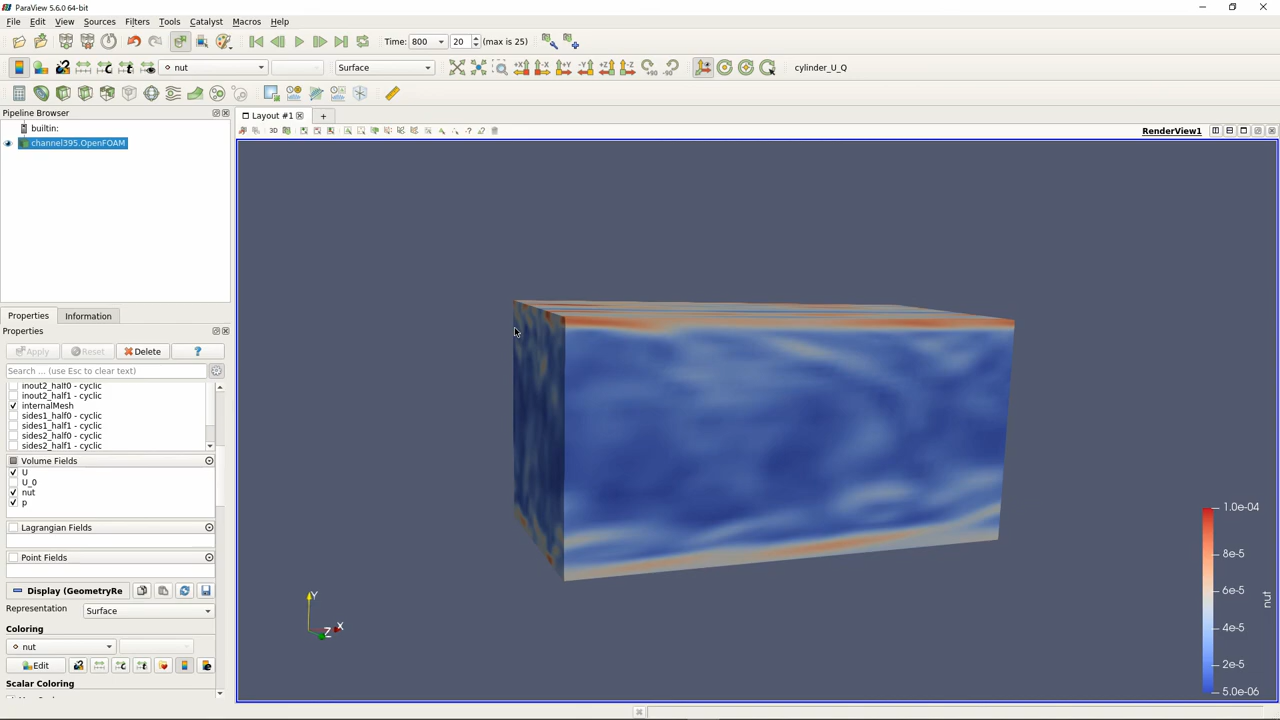 ParaView 5.6.0 64-bit
File Edit View Sources Filters Tools Catalyst Macros Help
Time: 800 20 (max is 25)
nut Surface +X -X +Y -Y +Z -Z +90 -90 cylinder_U_Q
Pipeline Browser
Layout #1
builtin:
3D RenderView1
channel395.OpenFOAM
Properties Information
Properties
Apply Reset Delete ?
Search ... (use Esc to clear text)
inout2_half0 - cyclic
inout2_half1 - cyclic
internalMesh
sides1_half0 - cyclic
sides1_half1 - cyclic
sides2_half0 - cyclic
sides2_half1 - cyclic
Volume Fields
U
U_0
nut
p
Lagrangian Fields
Point Fields
Display (GeometryRe
Representation Surface
Coloring
nut
Edit
Scalar Coloring
Y
Z X
1.0e-04
8e-5
6e-5
4e-5
2e-5
5.0e-06
nut